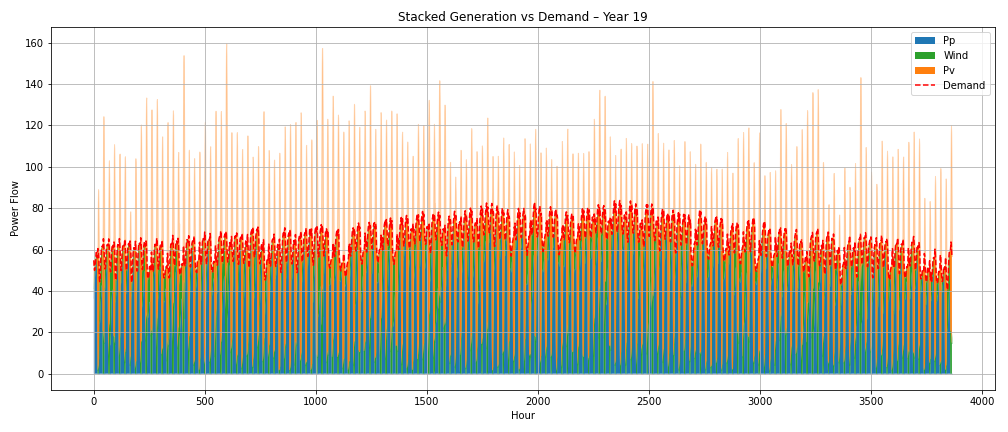 Stacked Generation vs Demand – Year 19
Power Flow
160
140
120
100
80
60
40
20
0
Pp
Wind
Pv
Demand
0 500 1000 1500 2000 2500 3000 3500 4000
Hour